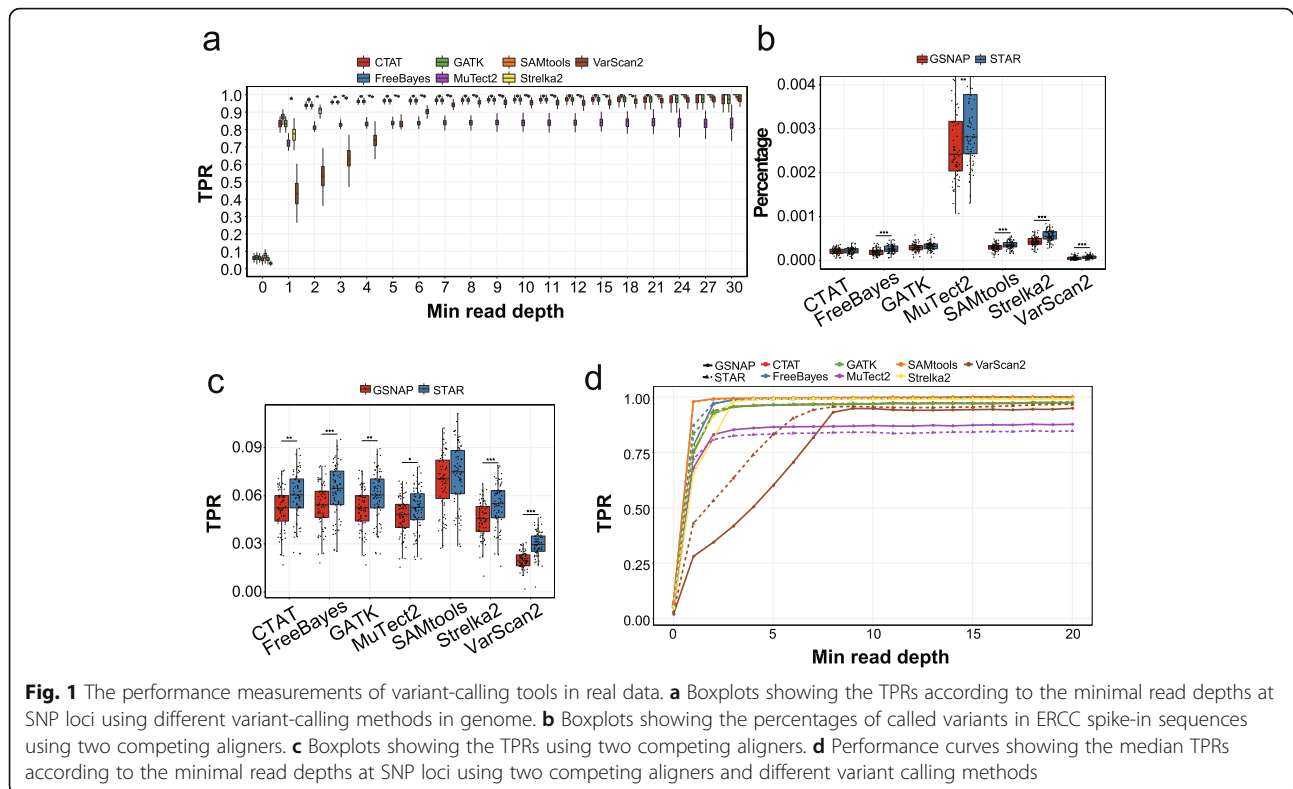 a
CTAT GATK SAMtools VarScan2
FreeBayes MuTect2 Strelka2
TPR
1.0
0.9
0.8
0.7
0.6
0.5
0.4
0.3
0.2
0.1
0.0
0 1 2 3 4 5 6 7 8 9 10 11 12 15 18 21 24 27 30
Min read depth
b
GSNAP STAR
Percentage
0.004
0.003
0.002
0.001
0.000
** 
*** *** *** ***
CTAT FreeBayes GATK MuTect2 SAMtools Strelka2 VarScan2
c
GSNAP STAR
TPR
0.09
0.06
0.03
0.00
** *** ** * *** ***
CTAT FreeBayes GATK MuTect2 SAMtools Strelka2 VarScan2
d
GSNAP CTAT GATK SAMtools VarScan2
STAR FreeBayes MuTect2 Strelka2
TPR
1.00
0.75
0.50
0.25
0.00
0 5 10 15 20
Min read depth
Fig. 1 The performance measurements of variant-calling tools in real data. a Boxplots showing the TPRs according to the minimal read depths at
SNP loci using different variant-calling methods in genome. b Boxplots showing the percentages of called variants in ERCC spike-in sequences
using two competing aligners. c Boxplots showing the TPRs using two competing aligners. d Performance curves showing the median TPRs
according to the minimal read depths at SNP loci using two competing aligners and different variant calling methods